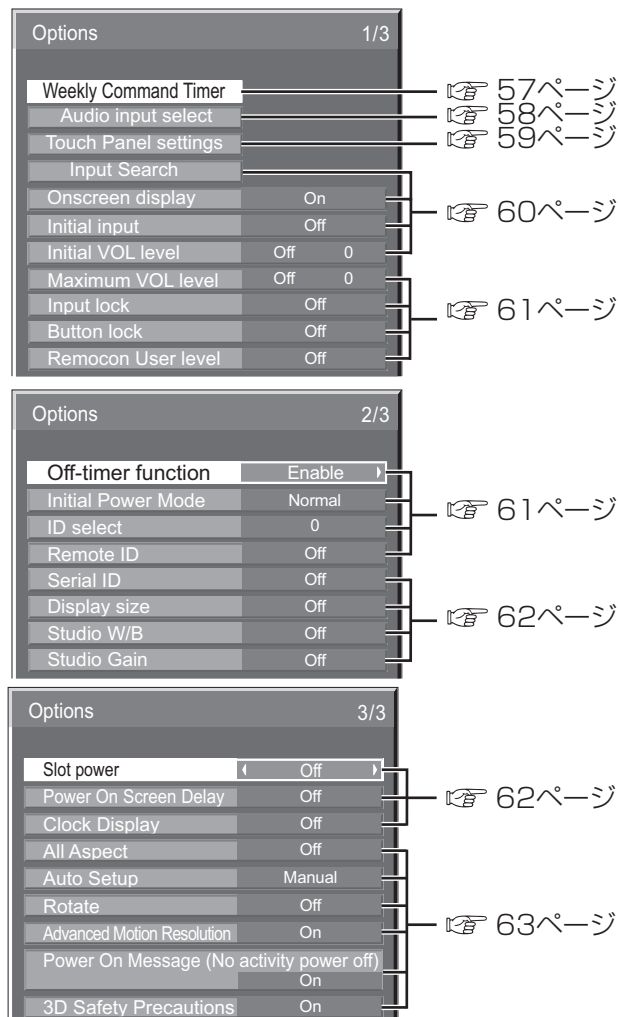 Options 1/3
Weekly Command Timer ☞ 57ページ
Audio input select ☞ 58ページ
Touch Panel settings ☞ 59ページ
Input Search
Onscreen display On
☞ 60ページ
Initial input Off
Initial VOL level Off 0
Maximum VOL level Off 0
Input lock Off
☞ 61ページ
Button lock Off
Remocon User level Off
Options 2/3
Off-timer function Enable
Initial Power Mode Normal
☞ 61ページ
ID select 0
Remote ID Off
Serial ID Off
Display size Off
☞ 62ページ
Studio W/B Off
Studio Gain Off
Options 3/3
Slot power Off
Power On Screen Delay Off
☞ 62ページ
Clock Display Off
All Aspect Off
Auto Setup Manual
Rotate Off
☞ 63ページ
Advanced Motion Resolution On
Power On Message (No activity power off)
On
3D Safety Precautions On